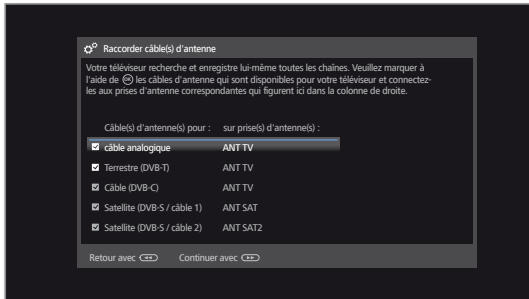 Raccorder câble(s) d'antenne
Votre téléviseur recherche et enregistre lui-même toutes les chaînes. Veuillez marquer à
l'aide de OK les câbles d'antenne qui sont disponibles pour votre téléviseur et connectez-
les aux prises d'antenne correspondantes qui figurent ici dans la colonne de droite.
Câble(s) d'antenne(s) pour : sur prise(s) d'antenne(s) :
câble analogique ANT TV
Terrestre (DVB-T) ANT TV
Câble (DVB-C) ANT TV
Satellite (DVB-S / câble 1) ANT SAT
Satellite (DVB-S / câble 2) ANT SAT2
Retour avec Continuer avec